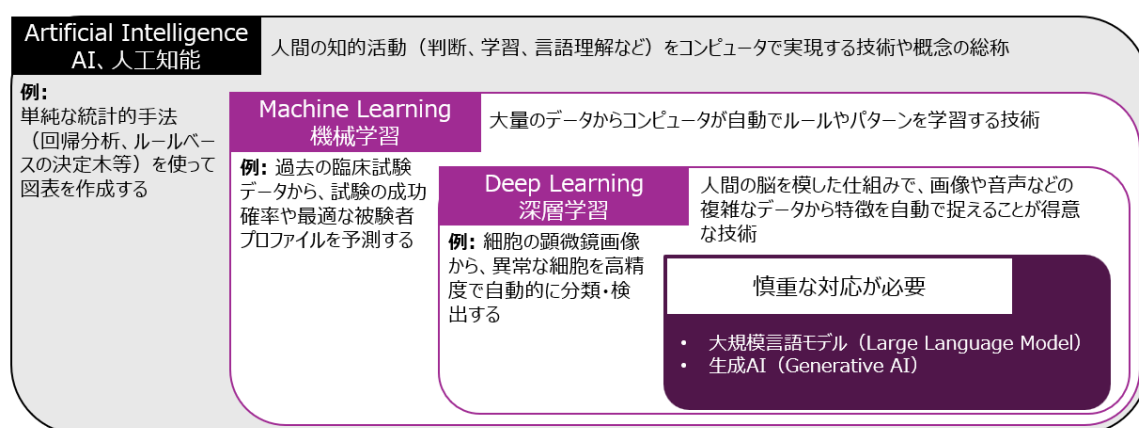 Artificial Intelligence
AI、人工知能
人間の知的活動（判断、学習、言語理解など）をコンピュータで実現する技術や概念の総称
例:
単純な統計的手法
（回帰分析、ルールベー
スの決定木等）を使って
図表を作成する
Machine Learning
機械学習
大量のデータからコンピュータが自動でルールやパターンを学習する技術
例: 過去の臨床試験
データから、試験の成功
確率や最適な被験者
プロファイルを予測する
Deep Learning
深層学習
人間の脳を模した仕組みで、画像や音声などの
複雑なデータから特徴を自動で捉えることが得意
な技術
例: 細胞の顕微鏡画像
から、異常な細胞を高精
度で自動的に分類・検
出する
慎重な対応が必要
• 大規模言語モデル（Large Language Model）
• 生成AI（Generative AI）